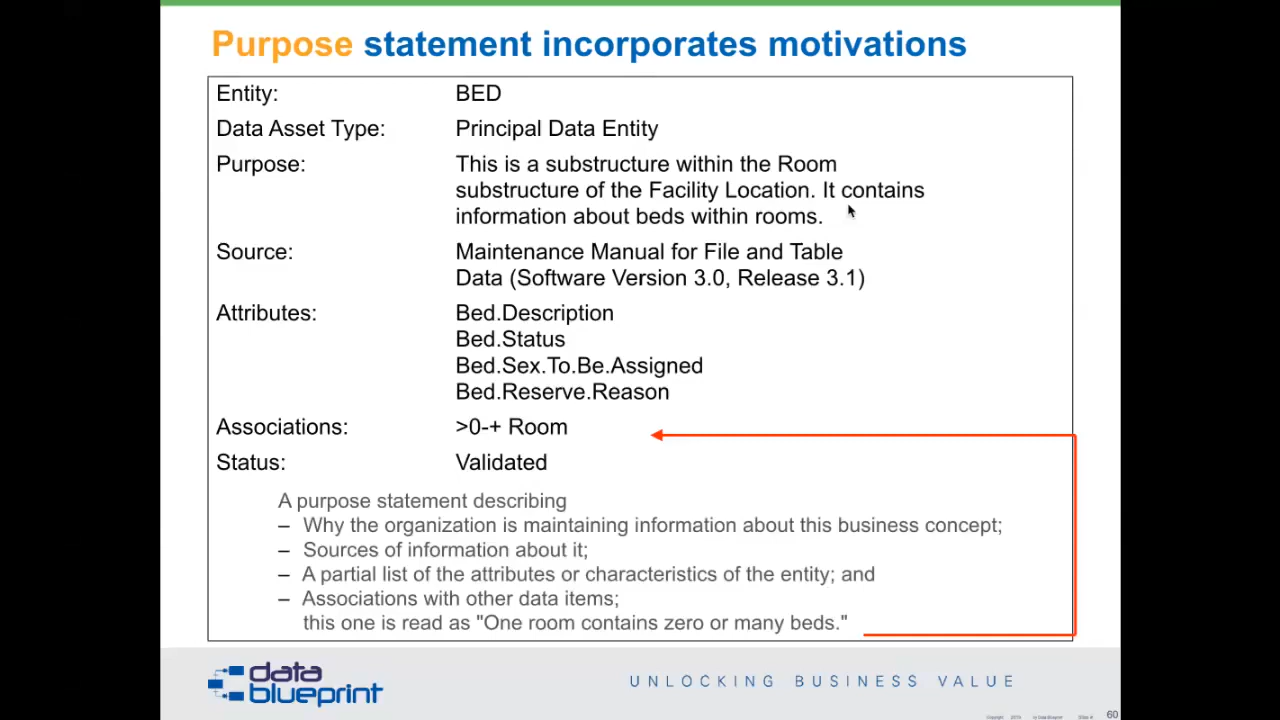 Purpose statement incorporates motivations
Entity: BED
Data Asset Type: Principal Data Entity
Purpose: This is a substructure within the Room
substructure of the Facility Location. It contains
information about beds within rooms.
Source: Maintenance Manual for File and Table
Data (Software Version 3.0, Release 3.1)
Attributes: Bed.Description
Bed.Status
Bed.Sex.To.Be.Assigned
Bed.Reserve.Reason
Associations: >0-+ Room
Status: Validated
A purpose statement describing
– Why the organization is maintaining information about this business concept;
– Sources of information about it;
– A partial list of the attributes or characteristics of the entity; and
– Associations with other data items;
this one is read as "One room contains zero or many beds."
data
blueprint
UNLOCKING BUSINESS VALUE
60